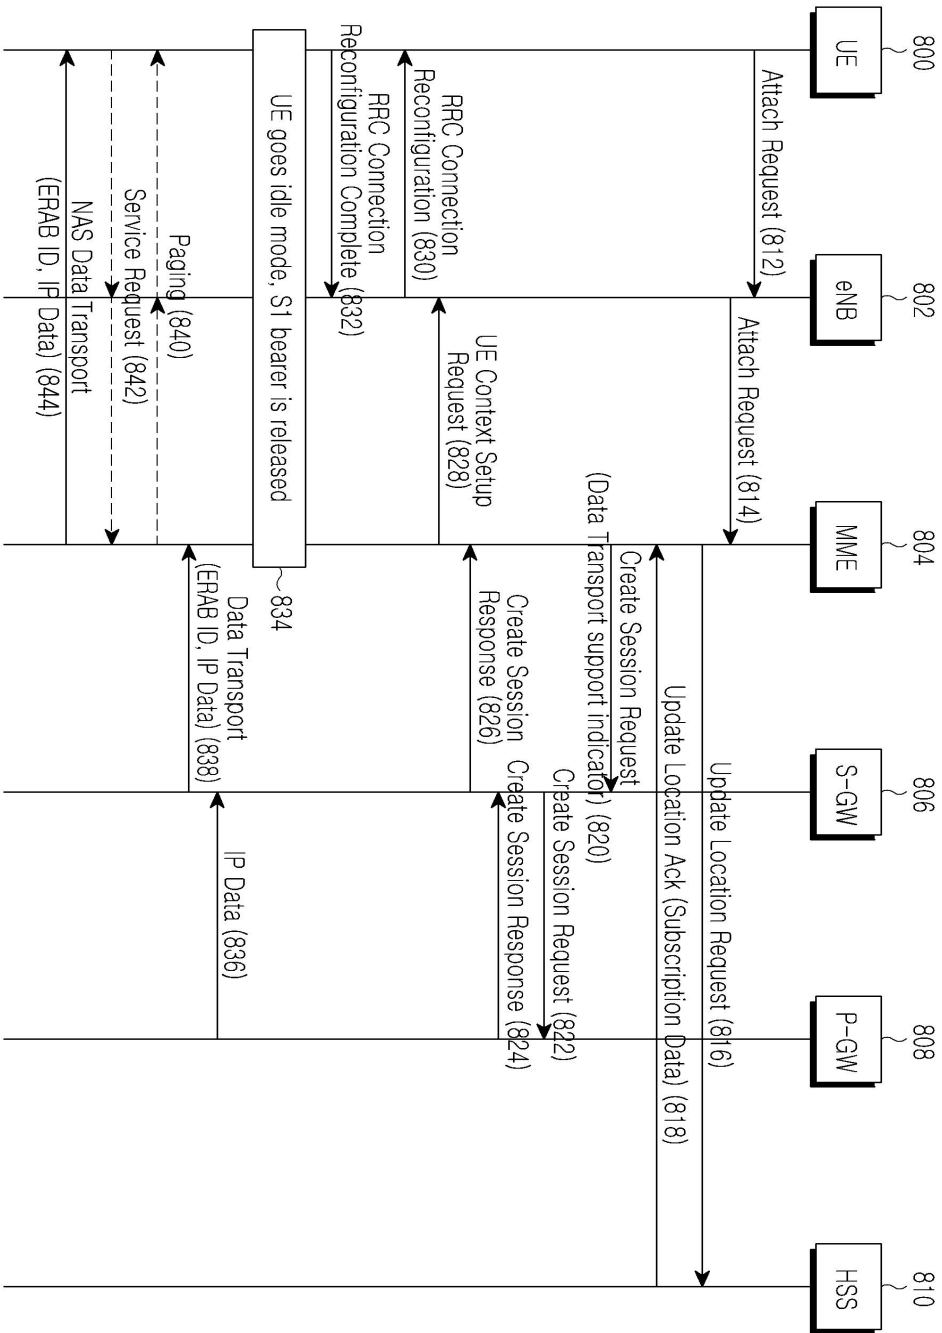 800
802
804
806
808
810
UE
eNB
MME
S-GW
P-GW
HSS
Attach Request (812)
Attach Request (814)
Update Location Request (816)
Update Location Ack (Subscription Data) (818)
Create Session Request
(Data Transport support indicator) (820)
Create Session Request (822)
Create Session Response (824)
Create Session
Response (826)
UE Context Setup
Request (828)
RRC Connection
Reconfiguration (830)
RRC Connection
Reconfiguration Complete (832)
UE goes idle mode, S1 bearer is released
834
IP Data (836)
Data Transport
(ERAB ID, IP Data) (838)
Paging (840)
Service Request (842)
NAS Data Transport
(ERAB ID, IP Data) (844)